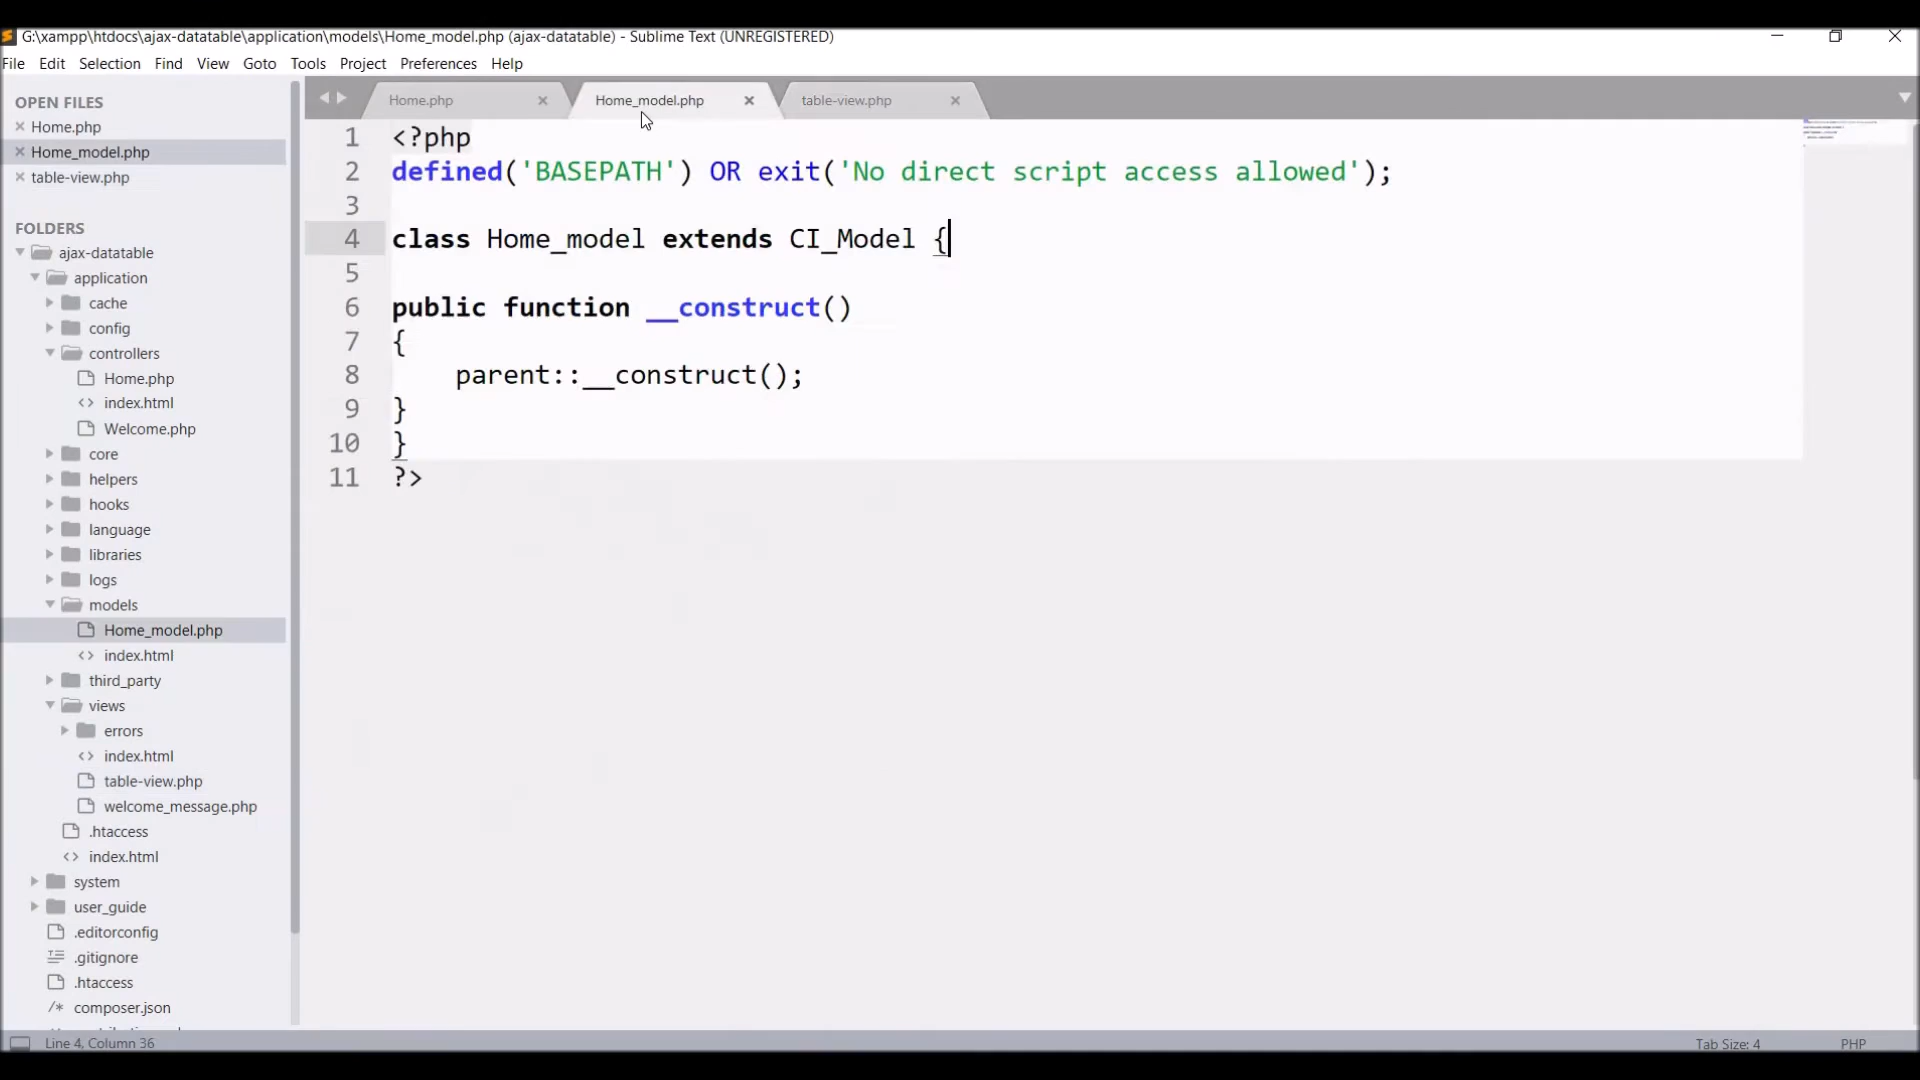 G:\xampp\htdocs\ajax-datatable\application\models\Home_model.php (ajax-datatable) - Sublime Text (UNREGISTERED)
File Edit Selection Find View Goto Tools Project Preferences Help
OPEN FILES
Home.php
Home_model.php
table-view.php
FOLDERS
ajax-datatable
application
cache
config
controllers
Home.php
index.html
Welcome.php
core
helpers
hooks
language
libraries
logs
models
Home_model.php
index.html
third_party
views
errors
index.html
table-view.php
welcome_message.php
.htaccess
index.html
system
user_guide
.editorconfig
.gitignore
.htaccess
composer.json
Home.php Home_model.php table-view.php
1 <?php
2 defined('BASEPATH') OR exit('No direct script access allowed');
3
4 class Home_model extends CI_Model {
5
6 public function __construct()
7 {
8 parent::__construct();
9 }
10 }
11 ?>
Line 4, Column 36 Tab Size: 4 PHP